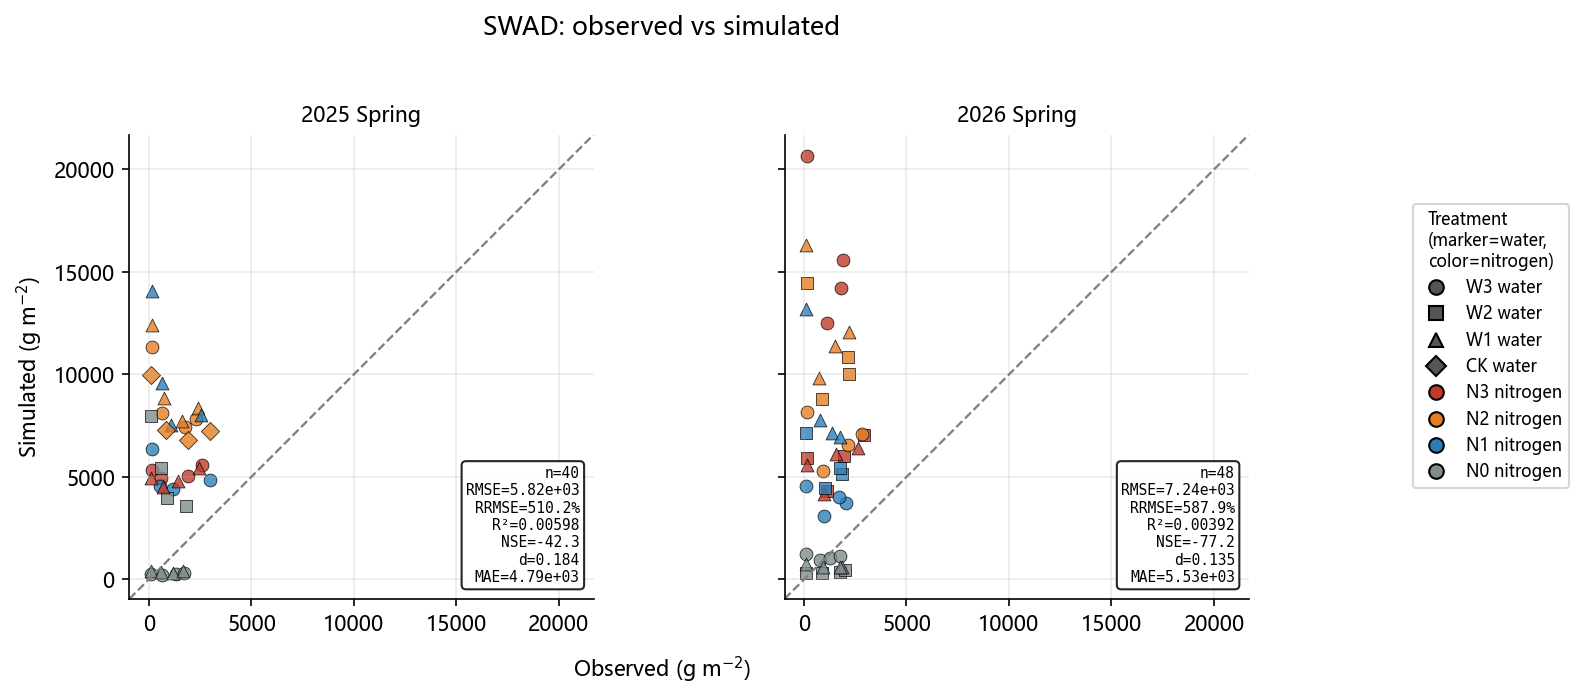 SWAD: observed vs simulated
2025 Spring
2026 Spring
Simulated (g m⁻²)
20000
15000
10000
5000
0
0 5000 10000 15000 20000
0 5000 10000 15000 20000
Observed (g m⁻²)
n=40
RMSE=5.82e+03
RRMSE=510.2%
R²=0.00598
NSE=-42.3
d=0.184
MAE=4.79e+03
n=48
RMSE=7.24e+03
RRMSE=587.9%
R²=0.00392
NSE=-77.2
d=0.135
MAE=5.53e+03
Treatment
(marker=water,
color=nitrogen)
W3 water
W2 water
W1 water
CK water
N3 nitrogen
N2 nitrogen
N1 nitrogen
N0 nitrogen